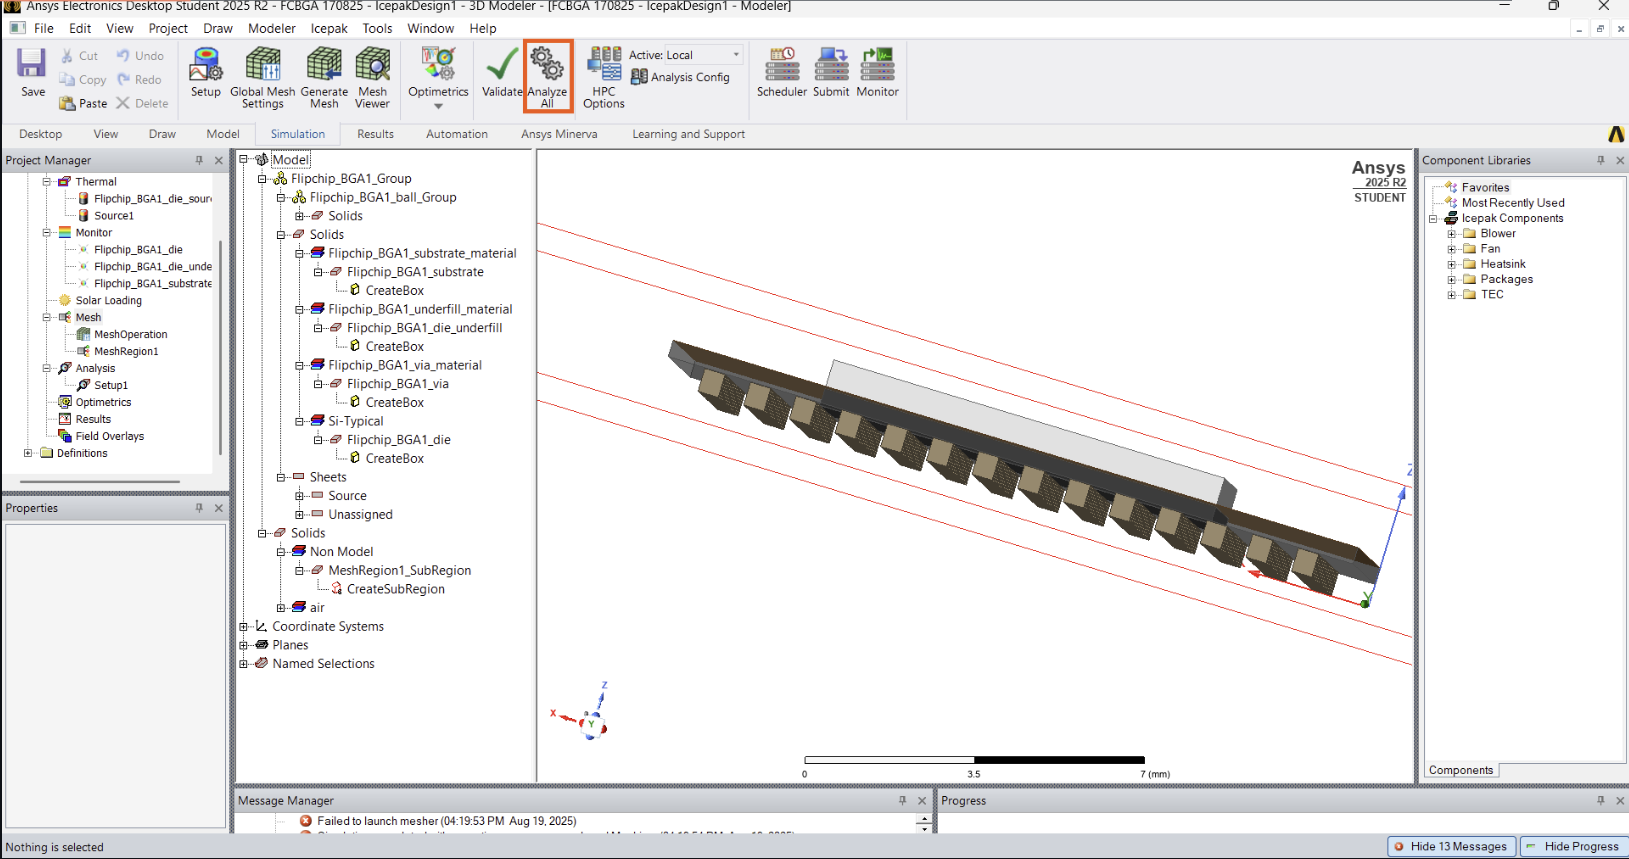 Ansys Electronics Desktop Student 2025 R2 - FCBGA 170825 - IcepakDesign1 - 3D Modeler - [FCBGA 170825 - IcepakDesign1 - Modeler]
File Edit View Project Draw Modeler Icepak Tools Window Help
Save
Cut
Copy
Paste
Undo
Redo
Delete
Setup
Global Mesh Settings
Generate Mesh
Mesh Viewer
Optimetrics
Validate
Analyze All
HPC Options
Active: Local
Analysis Config
Scheduler
Submit
Monitor
Desktop View Draw Model Simulation Results Automation Ansys Minerva Learning and Support
Project Manager
Thermal
Flipchip_BGA1_die_sour
Source1
Monitor
Flipchip_BGA1_die
Flipchip_BGA1_die_unde
Flipchip_BGA1_substrate
Solar Loading
Mesh
MeshOperation
MeshRegion1
Analysis
Setup1
Optimetrics
Results
Field Overlays
Definitions
Properties
Model
Flipchip_BGA1_Group
Flipchip_BGA1_ball_Group
Solids
Solids
Flipchip_BGA1_substrate_material
Flipchip_BGA1_substrate
CreateBox
Flipchip_BGA1_underfill_material
Flipchip_BGA1_die_underfill
CreateBox
Flipchip_BGA1_via_material
Flipchip_BGA1_via
CreateBox
Si-Typical
Flipchip_BGA1_die
CreateBox
Sheets
Source
Unassigned
Solids
Non Model
MeshRegion1_SubRegion
CreateSubRegion
air
Coordinate Systems
Planes
Named Selections
Ansys
2025 R2
STUDENT
Z
Y
Z
X
Y
0 3.5 7 (mm)
Component Libraries
Favorites
Most Recently Used
Icepak Components
Blower
Fan
Heatsink
Packages
TEC
Components
Message Manager
Failed to launch mesher (04:19:53 PM Aug 19, 2025)
Progress
Nothing is selected
Hide 13 Messages
Hide Progress